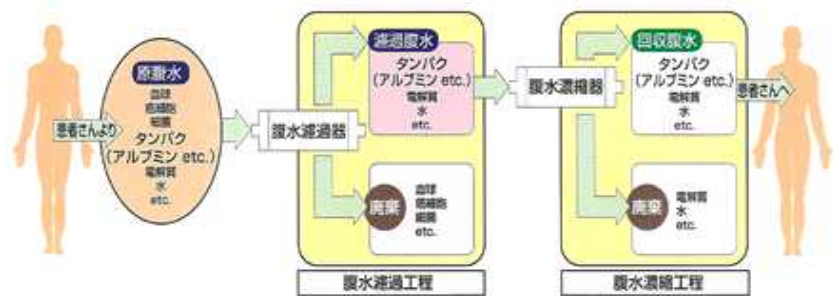 患者さんより
原腹水
血球
癌細胞
細菌
タンパク
(アルブミン etc.)
電解質
水
etc.
腹水濾過器
濾過腹水
タンパク
(アルブミン etc.)
電解質
水
etc.
廃棄
血球
癌細胞
細菌
etc.
腹水濾過工程
腹水濃縮器
回収腹水
タンパク
(アルブミン etc.)
電解質
水
etc.
廃棄
電解質
水
etc.
腹水濃縮工程
患者さんへ